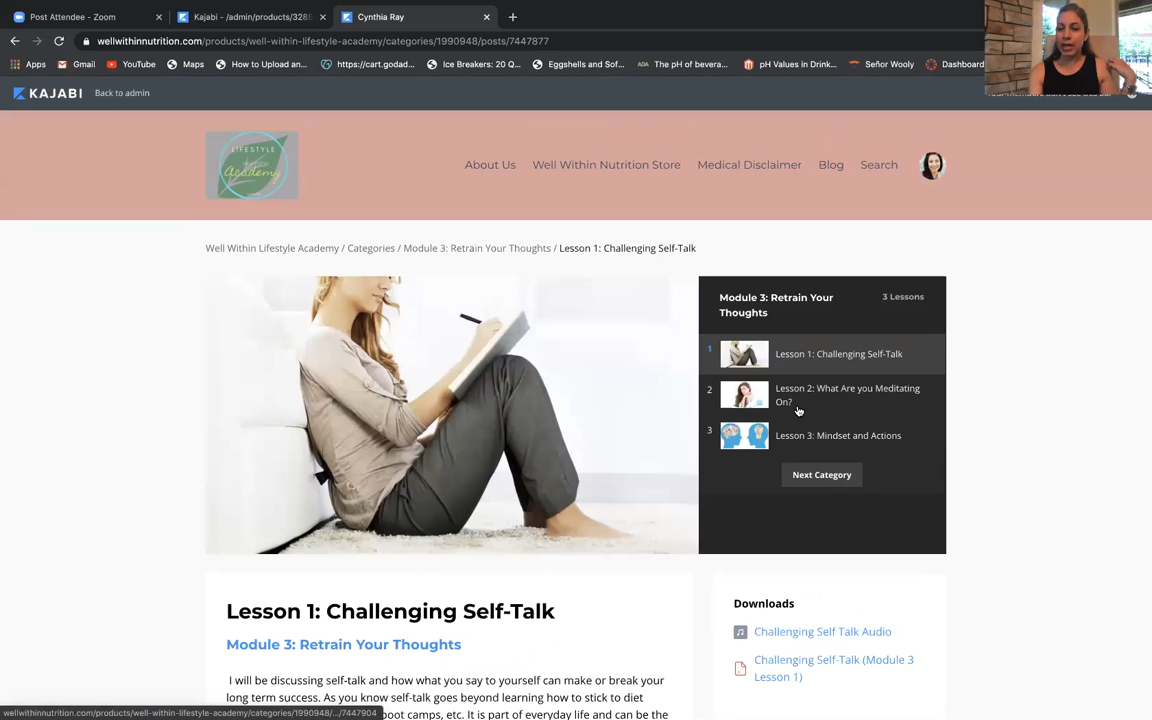 Post Attendee - Zoom
Kajabi - /admin/products/3288
Cynthia Ray
wellwithinnutrition.com/products/well-within-lifestyle-academy/categories/1990948/posts/7447877
Apps
Gmail
YouTube
Maps
How to Upload an...
https://cart.godad...
Ice Breakers: 20 Q...
Eggshells and Sof...
ADA The pH of bevera...
pH Values in Drink...
Señor Wooly
Dashboard
KAJABI
Back to admin
LIFESTYLE
Academy
About Us
Well Within Nutrition Store
Medical Disclaimer
Blog
Search
Well Within Lifestyle Academy / Categories / Module 3: Retrain Your Thoughts / Lesson 1: Challenging Self-Talk
Module 3: Retrain Your
Thoughts
3 Lessons
1 Lesson 1: Challenging Self-Talk
2 Lesson 2: What Are you Meditating
On?
3 Lesson 3: Mindset and Actions
Next Category
Lesson 1: Challenging Self-Talk
Module 3: Retrain Your Thoughts
I will be discussing self-talk and how what you say to yourself can make or break your
long term success. As you know self-talk goes beyond learning how to stick to diet
boot camps, etc. It is part of everyday life and can be the
Downloads
Challenging Self Talk Audio
Challenging Self-Talk (Module 3
Lesson 1)
wellwithinnutrition.com/products/well-within-lifestyle-academy/categories/1990948/.../7447904